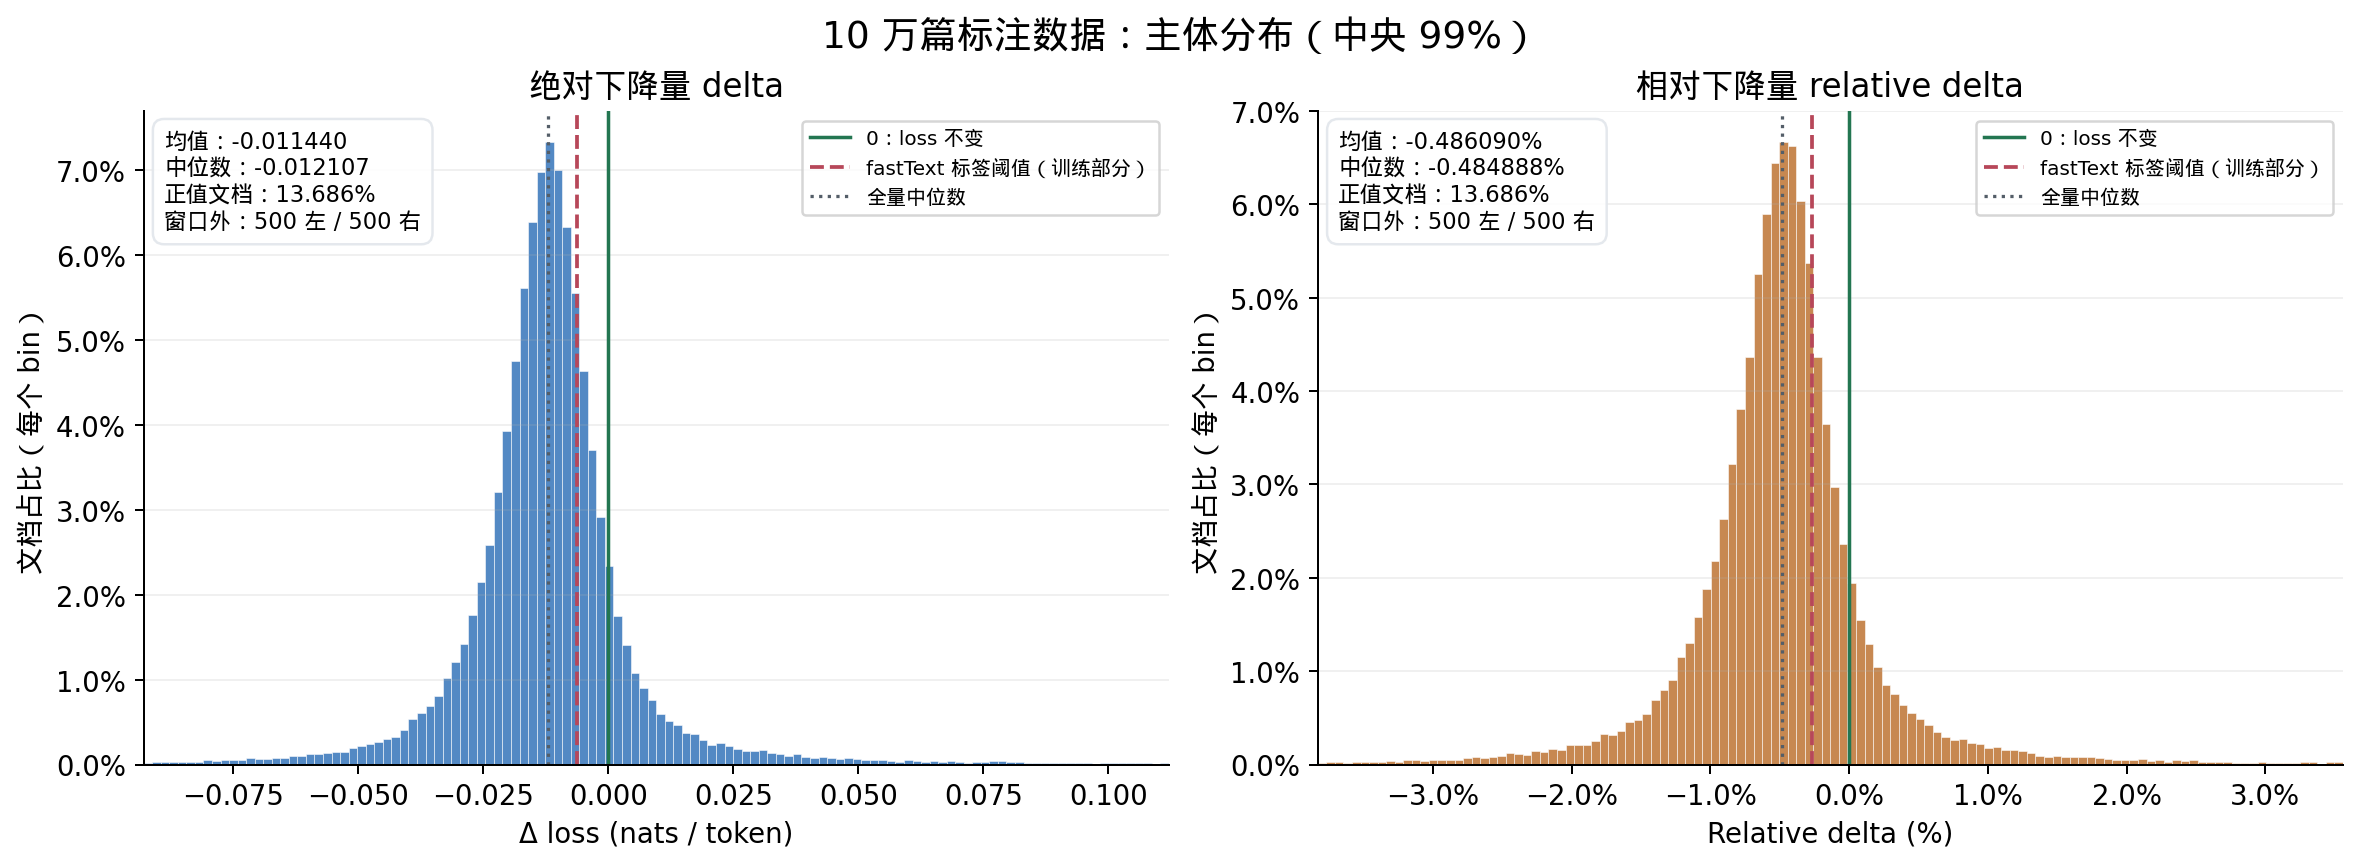 10 万篇标注数据：主体分布（中央 99%）
绝对下降量 delta
均值：-0.011440
中位数：-0.012107
正值文档：13.686%
窗口外：500 左 / 500 右
0：loss 不变
fastText 标签阈值（训练部分）
全量中位数
文档占比（每个 bin）
7.0%
6.0%
5.0%
4.0%
3.0%
2.0%
1.0%
0.0%
−0.075 −0.050 −0.025 0.000 0.025 0.050 0.075 0.100
Δ loss (nats / token)
相对下降量 relative delta
均值：-0.486090%
中位数：-0.484888%
正值文档：13.686%
窗口外：500 左 / 500 右
0：loss 不变
fastText 标签阈值（训练部分）
全量中位数
文档占比（每个 bin）
7.0%
6.0%
5.0%
4.0%
3.0%
2.0%
1.0%
0.0%
−3.0% −2.0% −1.0% 0.0% 1.0% 2.0% 3.0%
Relative delta (%)